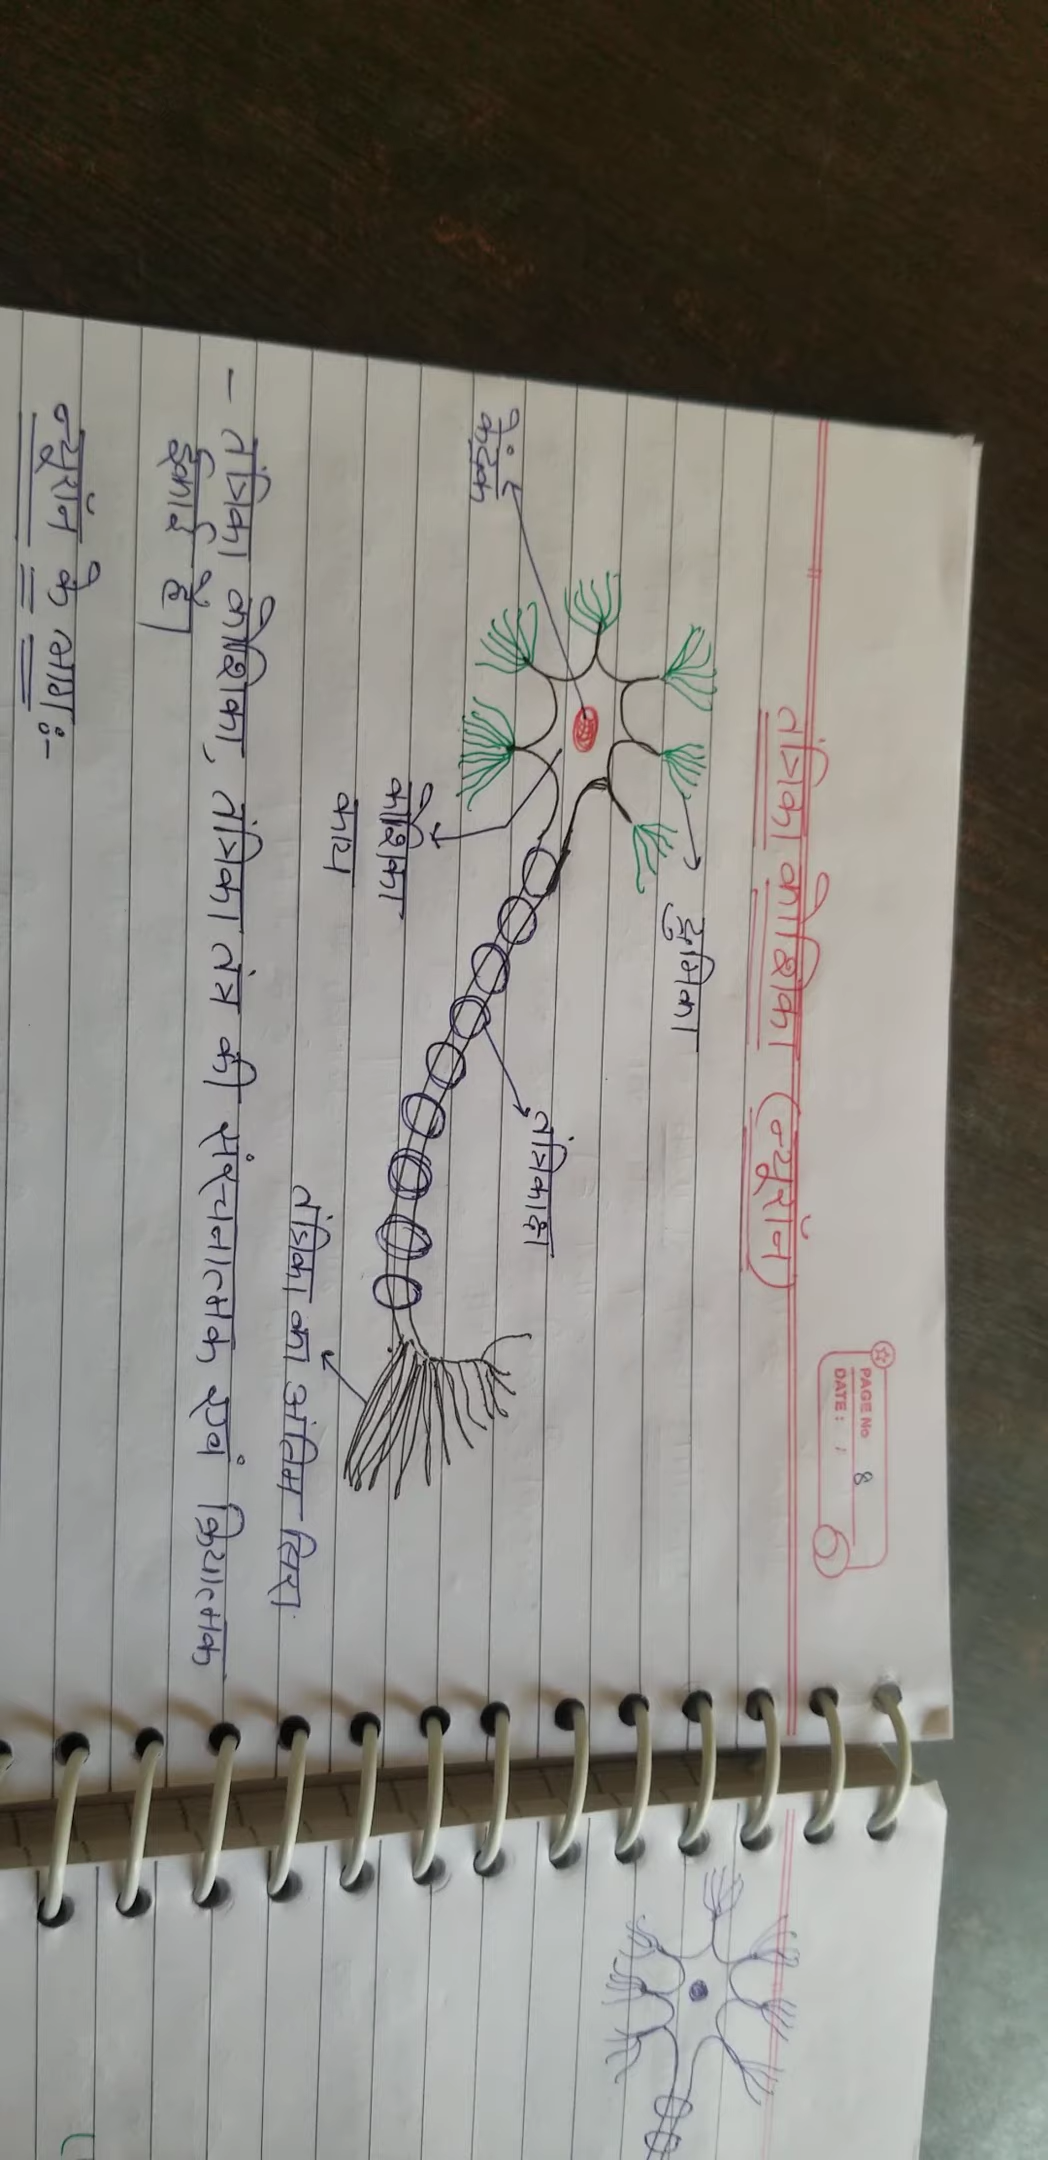 PAGE No 8
DATE: /
तंत्रिका कोशिका (न्यूरॉन)
द्रुमिका
केन्द्रक
तंत्रिकाक्ष
कोशिका
काय
तंत्रिका का अंतिम सिरा
– तंत्रिका कोशिका, तंत्रिका तंत्र की संरचनात्मक एवं क्रियात्मक
इकाई है।
न्यूरॉन के भाग :-